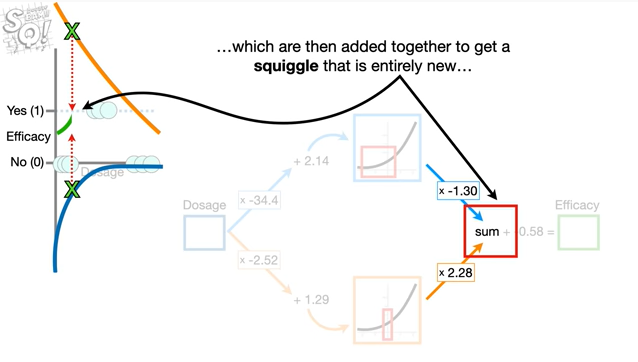 SQ!
...which are then added together to get a
squiggle that is entirely new...
Yes (1)
Efficacy
No (0)
Dosage
Dosage
x -34.4
+ 2.14
x -1.30
sum + 0.58 =
Efficacy
x -2.52
+ 1.29
x 2.28